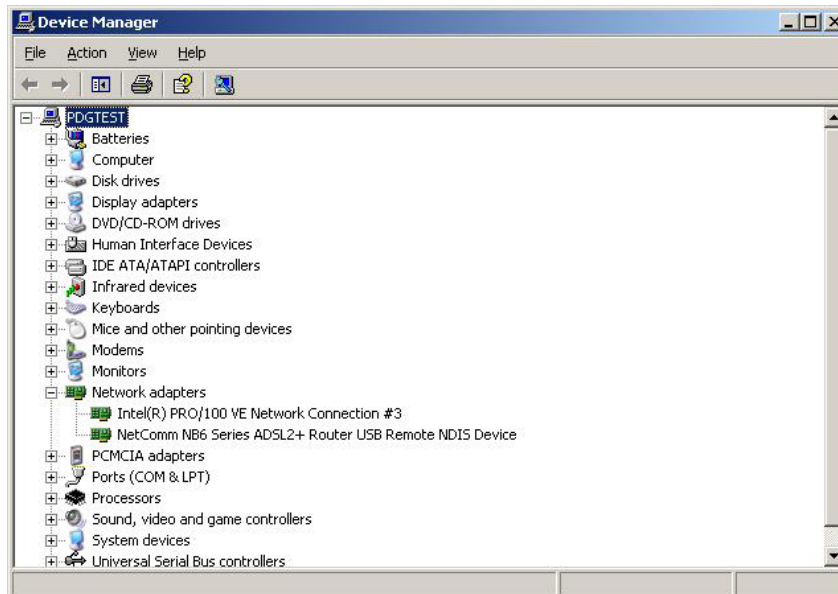 Device Manager
File Action View Help
PDGTEST
Batteries
Computer
Disk drives
Display adapters
DVD/CD-ROM drives
Human Interface Devices
IDE ATA/ATAPI controllers
Infrared devices
Keyboards
Mice and other pointing devices
Modems
Monitors
Network adapters
Intel(R) PRO/100 VE Network Connection #3
NetComm NB6 Series ADSL2+ Router USB Remote NDIS Device
PCMCIA adapters
Ports (COM & LPT)
Processors
Sound, video and game controllers
System devices
Universal Serial Bus controllers